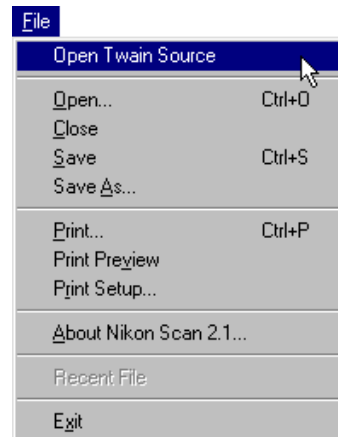 File
Open Twain Source
Open... Ctrl+O
Close
Save Ctrl+S
Save As...
Print... Ctrl+P
Print Preview
Print Setup...
About Nikon Scan 2.1...
Recent File
Exit